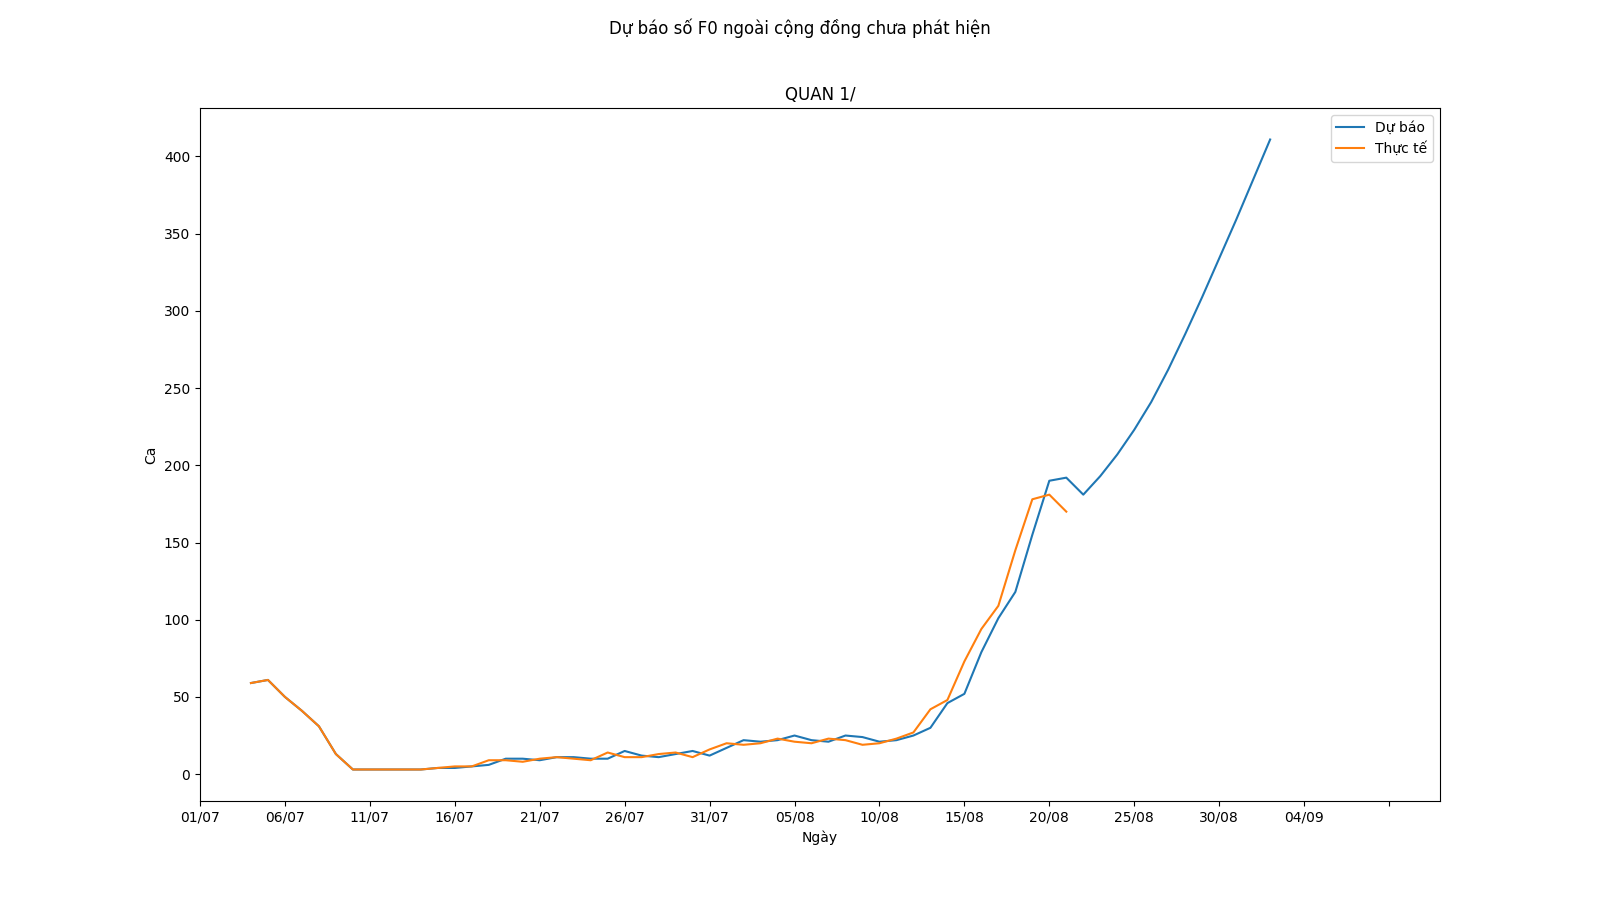 Dự báo số F0 ngoài cộng đồng chưa phát hiện
QUAN 1/
Dự báo
Thực tế
400
350
300
250
200
150
100
50
0
Ca
01/07 06/07 11/07 16/07 21/07 26/07 31/07 05/08 10/08 15/08 20/08 25/08 30/08 04/09
Ngày